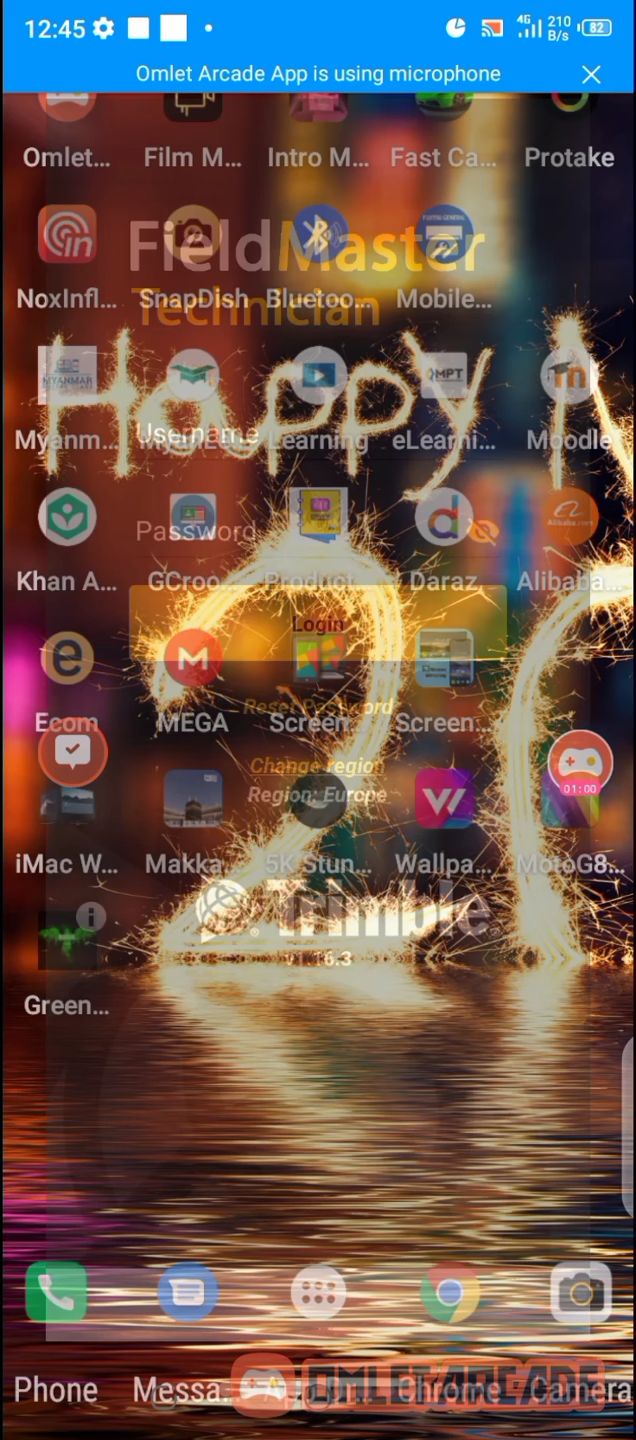 12:45 4G 210 B/s 82
Omlet Arcade App is using microphone
Omlet... Film M... Intro M... Fast Ca... Protake
FieldMaster
NoxInfl... SnapDish Bluetoo... Mobile...
Technician
Happy N
Myanm... Learning eLearni... Moodle
MPT
Username
Password
Khan A... GCroo... Product... Daraz Alibaba...
Login
Ecom MEGA Screen... Screen...
Reset Password
Change region
Region: Europe
01:00
iMac W... Makka... 5K Stun... Wallpa... MotoG8...
Trimble
20
Green...
Phone Messa... Chrome Camera
OMLET ARCADE